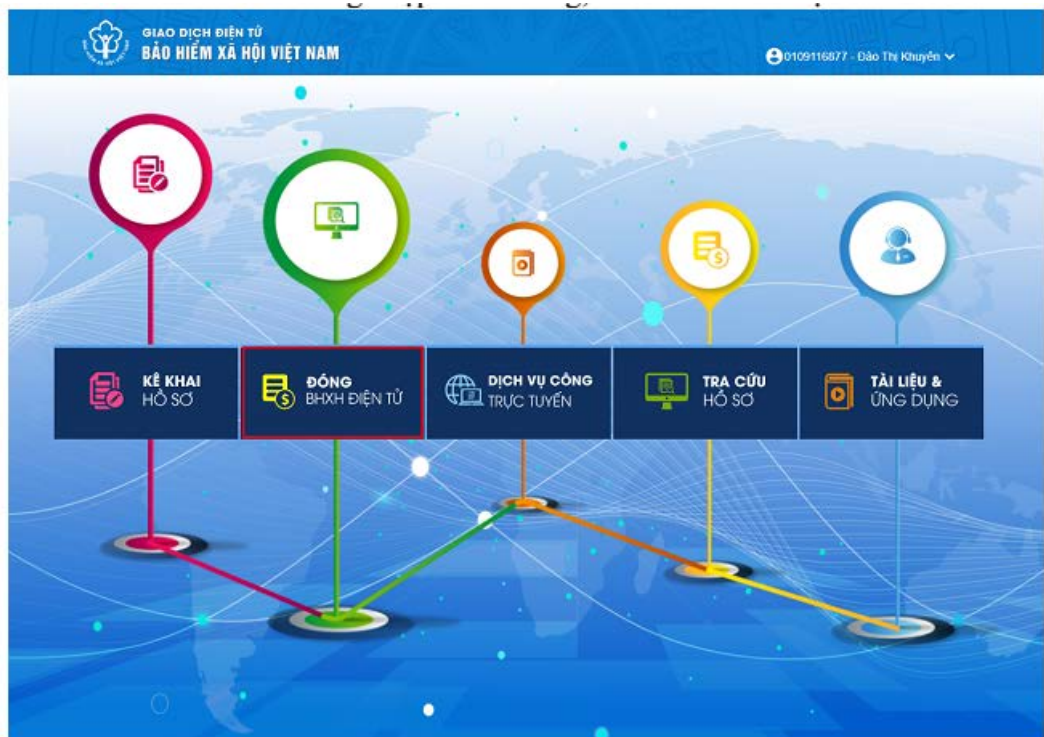 GIAO DỊCH ĐIỆN TỬ
BẢO HIỂM XÃ HỘI VIỆT NAM
0109116877 - Đào Thị Khuyên
KÊ KHAI
HỒ SƠ
ĐÓNG
BHXH ĐIỆN TỬ
DỊCH VỤ CÔNG
TRỰC TUYẾN
TRA CỨU
HỒ SƠ
TÀI LIỆU &
ỨNG DỤNG